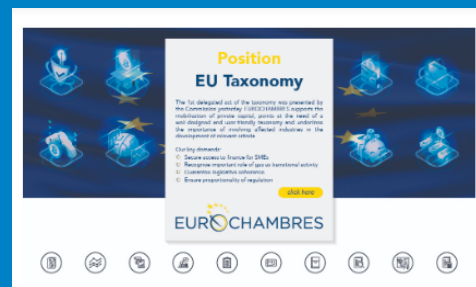 Position
EU Taxonomy
The 1st delegated act of the taxonomy was presented by
the Commission yesterday. EUROCHAMBRES supports the
mobilisation of private capital, points at the need of a
well-designed and user-friendly taxonomy and underlines
the importance of involving affected industries in the
development of relevant criteria.
Our key demands:
Secure access to finance for SMEs
Recognise important role of gas as transitional activity
Guarantee legislative coherence
Ensure proportionality of regulation
click here
EUROCHAMBRES